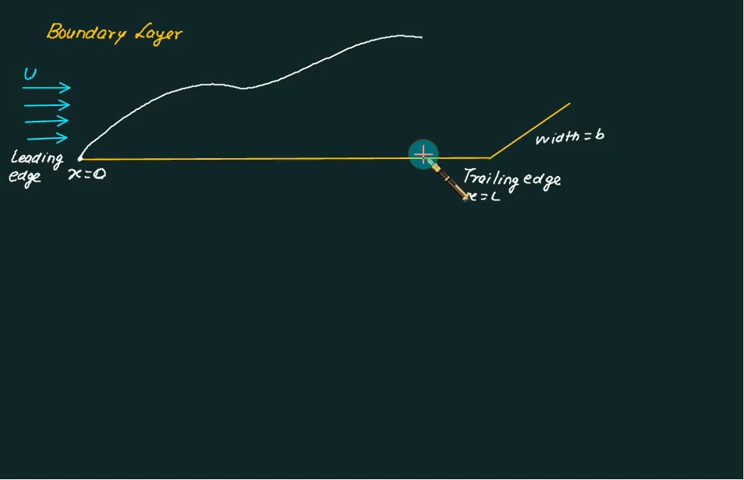 Boundary Layer
U
Leading
edge
x=0
width=b
Trailing edge
x=L